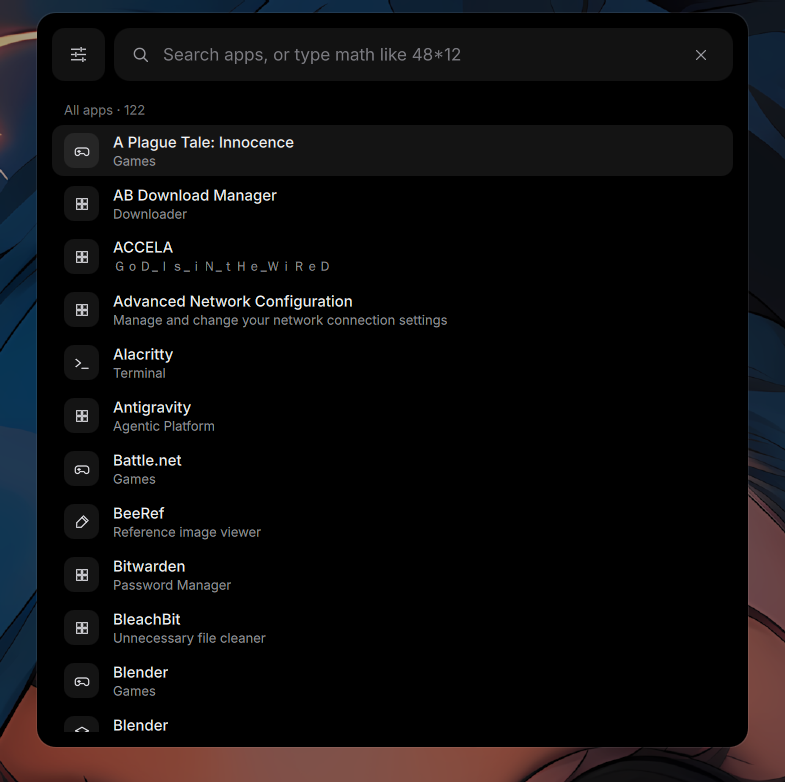 Search apps, or type math like 48*12
All apps · 122
A Plague Tale: Innocence
Games
AB Download Manager
Downloader
ACCELA
ＧｏＤ_Ｉｓ_ｉＮ_ｔＨｅ_ＷｉＲｅＤ
Advanced Network Configuration
Manage and change your network connection settings
Alacritty
Terminal
Antigravity
Agentic Platform
Battle.net
Games
BeeRef
Reference image viewer
Bitwarden
Password Manager
BleachBit
Unnecessary file cleaner
Blender
Games
Blender